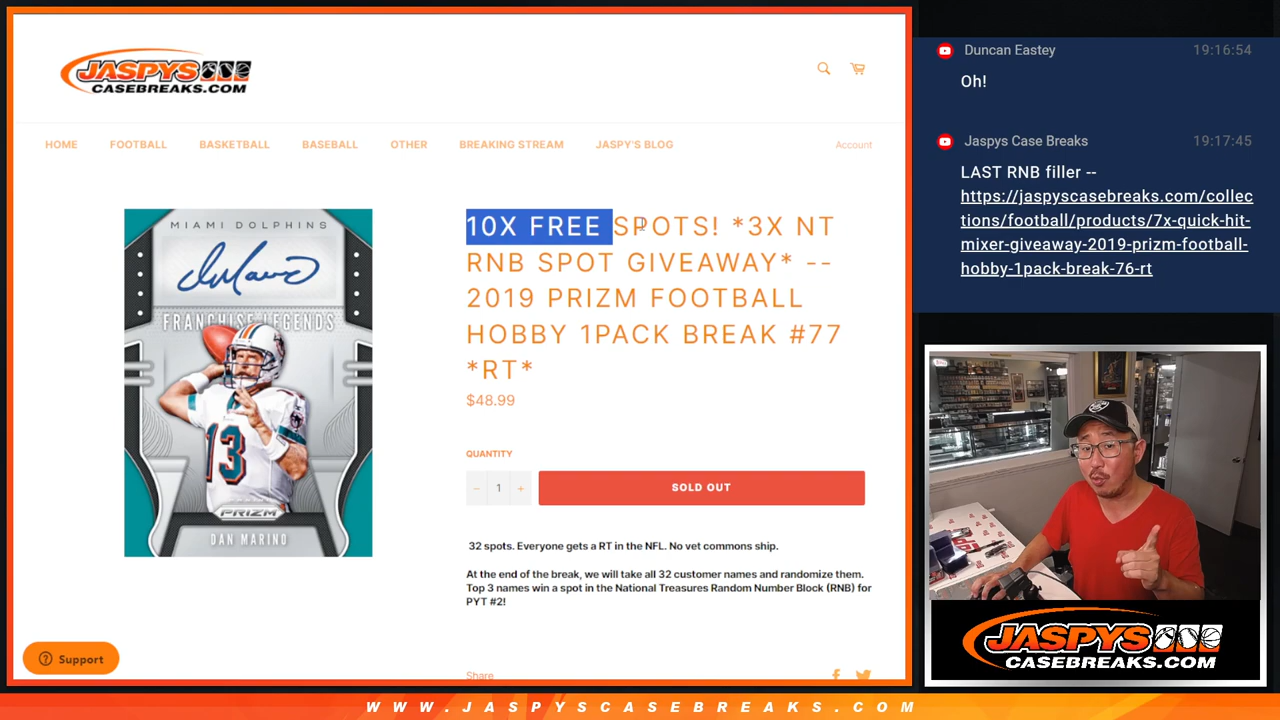 JASPYS
CASEBREAKS.COM
HOME FOOTBALL BASKETBALL BASEBALL OTHER BREAKING STREAM JASPY'S BLOG Account
MIAMI DOLPHINS
FRANCHISE LEGENDS
13
PRIZM
DAN MARINO
10X FREE SPOTS! *3X NT
RNB SPOT GIVEAWAY* --
2019 PRIZM FOOTBALL
HOBBY 1PACK BREAK #77
*RT*
$48.99
QUANTITY
− 1 +
SOLD OUT
32 spots. Everyone gets a RT in the NFL. No vet commons ship.
At the end of the break, we will take all 32 customer names and randomize them.
Top 3 names win a spot in the National Treasures Random Number Block (RNB) for
PYT #2!
Share
Support
Duncan Eastey 19:16:54
Oh!
Jaspys Case Breaks 19:17:45
LAST RNB filler --
https://jaspyscasebreaks.com/collec
tions/football/products/7x-quick-hit-
mixer-giveaway-2019-prizm-football-
hobby-1pack-break-76-rt
JASPYS
CASEBREAKS.COM
WWW.JASPYSCASEBREAKS.COM